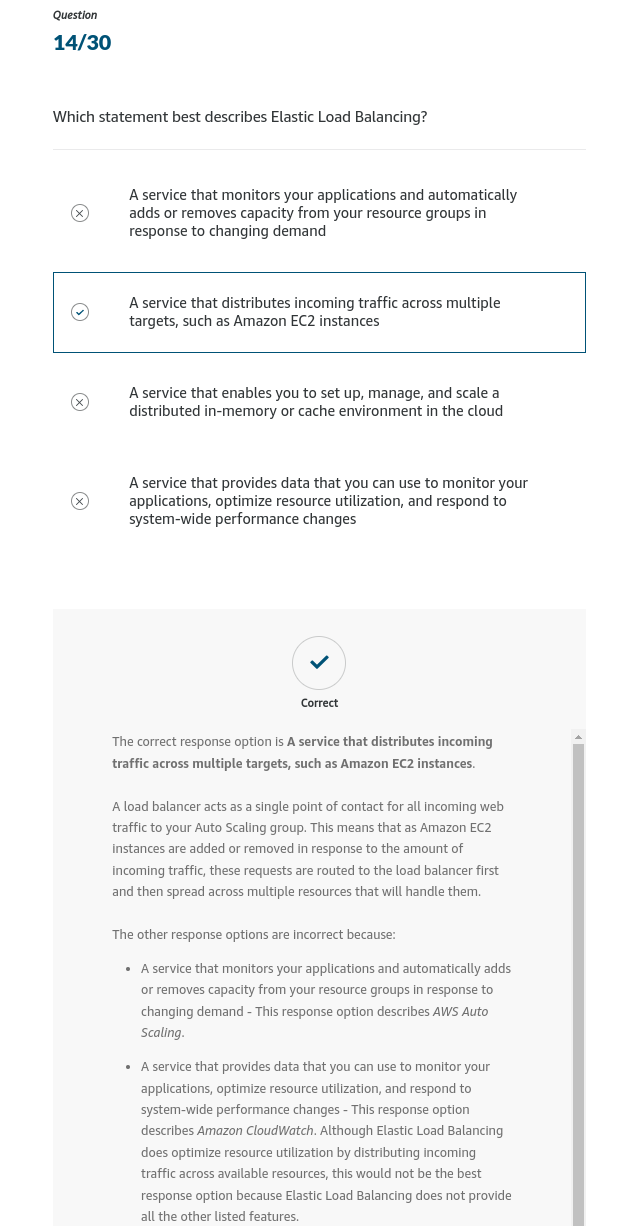 Question
14/30
Which statement best describes Elastic Load Balancing?
A service that monitors your applications and automatically
adds or removes capacity from your resource groups in
response to changing demand
A service that distributes incoming traffic across multiple
targets, such as Amazon EC2 instances
A service that enables you to set up, manage, and scale a
distributed in-memory or cache environment in the cloud
A service that provides data that you can use to monitor your
applications, optimize resource utilization, and respond to
system-wide performance changes
Correct
The correct response option is A service that distributes incoming
traffic across multiple targets, such as Amazon EC2 instances.
A load balancer acts as a single point of contact for all incoming web
traffic to your Auto Scaling group. This means that as Amazon EC2
instances are added or removed in response to the amount of
incoming traffic, these requests are routed to the load balancer first
and then spread across multiple resources that will handle them.
The other response options are incorrect because:
• A service that monitors your applications and automatically adds
or removes capacity from your resource groups in response to
changing demand - This response option describes AWS Auto
Scaling.
• A service that provides data that you can use to monitor your
applications, optimize resource utilization, and respond to
system-wide performance changes - This response option
describes Amazon CloudWatch. Although Elastic Load Balancing
does optimize resource utilization by distributing incoming
traffic across available resources, this would not be the best
response option because Elastic Load Balancing does not provide
all the other listed features.